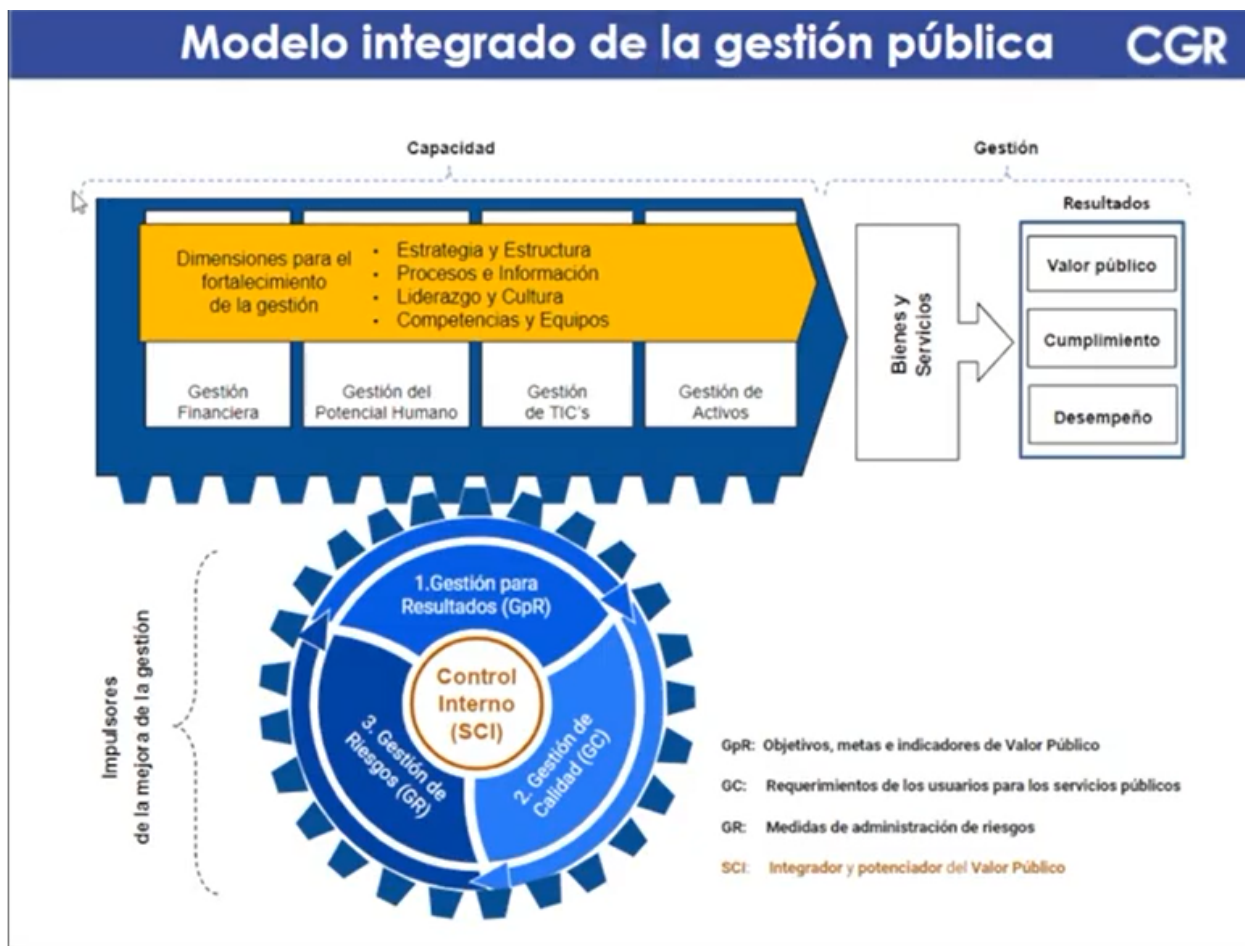 Modelo integrado de la gestión pública
CGR
Capacidad
Gestión
Resultados
Dimensiones para el
fortalecimiento
de la gestión
• Estrategia y Estructura
• Procesos e Información
• Liderazgo y Cultura
• Competencias y Equipos
Gestión
Financiera
Gestión del
Potencial Humano
Gestión
de TIC's
Gestión de
Activos
Bienes y
Servicios
Valor público
Cumplimiento
Desempeño
Impulsores
de la mejora de la gestión
1.Gestión para
Resultados (GpR)
2. Gestión de
Calidad (GC)
3. Gestión de
Riesgos (GR)
Control
Interno
(SCI)
GpR: Objetivos, metas e indicadores de Valor Público
GC: Requerimientos de los usuarios para los servicios públicos
GR: Medidas de administración de riesgos
SCI: Integrador y potenciador del Valor Público